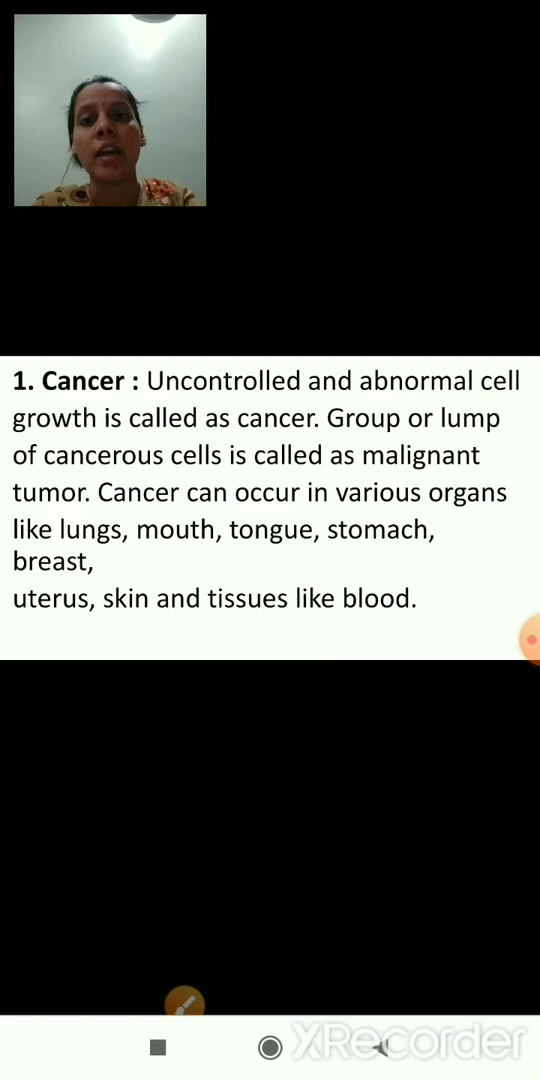 1. Cancer : Uncontrolled and abnormal cell
growth is called as cancer. Group or lump
of cancerous cells is called as malignant
tumor. Cancer can occur in various organs
like lungs, mouth, tongue, stomach,
breast,
uterus, skin and tissues like blood.
XRecorder